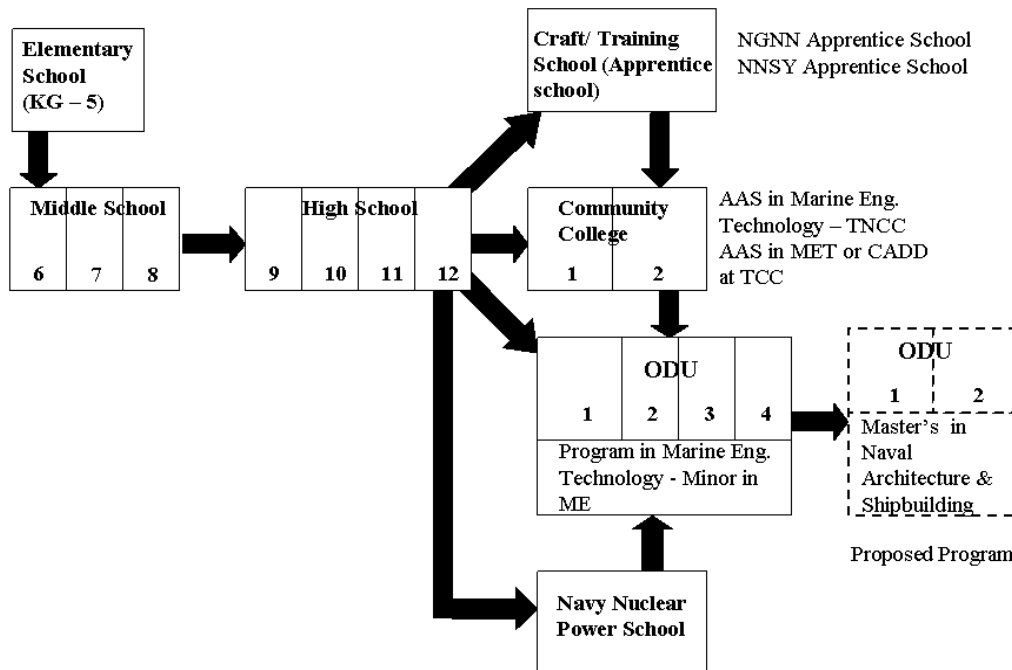 Elementary
School
(KG – 5)
Craft/ Training
School (Apprentice
school)
NGNN Apprentice School
NNSY Apprentice School
Middle School
6 7 8
High School
9 10 11 12
Community
College
1 2
AAS in Marine Eng.
Technology – TNCC
AAS in MET or CADD
at TCC
ODU
1 2 3 4
Program in Marine Eng.
Technology - Minor in
ME
ODU
1 2
Master's in
Naval
Architecture &
Shipbuilding
Proposed Program
Navy Nuclear
Power School